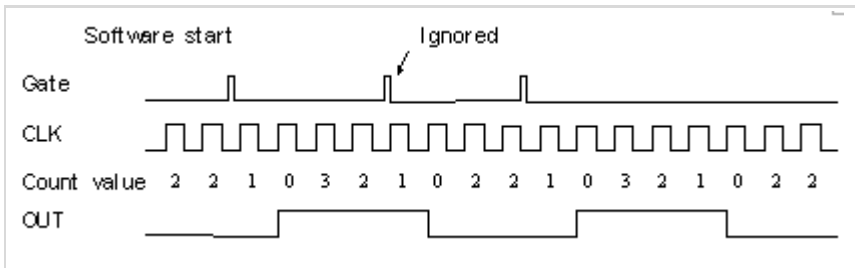 Software start Ignored
Gate
CLK
Count value 2 2 1 0 3 2 1 0 2 2 1 0 3 2 1 0 2 2
OUT